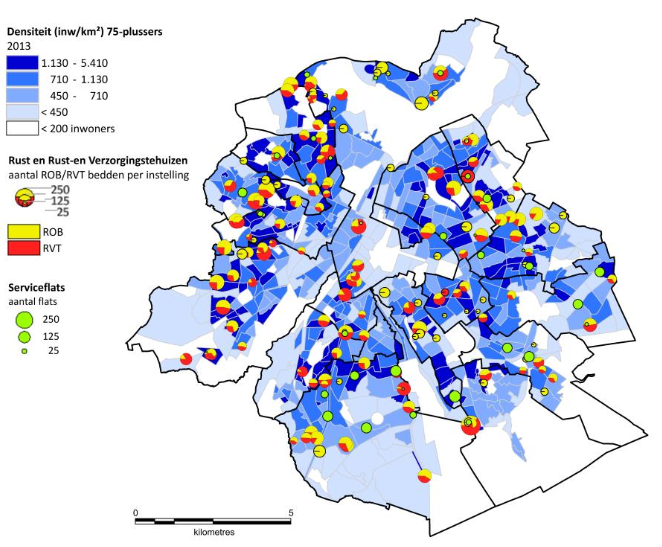 Densiteit (inw/km²) 75-plussers
2013
1.130 - 5.410
710 - 1.130
450 - 710
< 450
< 200 inwoners
Rust en Rust-en Verzorgingstehuizen
aantal ROB/RVT bedden per instelling
250
125
25
ROB
RVT
Serviceflats
aantal flats
250
125
25
0 5
kilometres